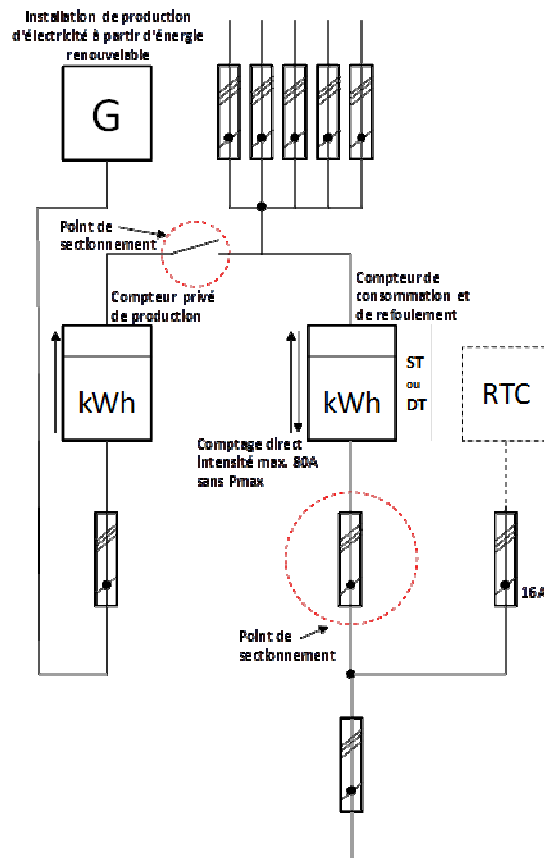 Installation de production
d'électricité à partir d'énergie
renouvelable
G
Point de
sectionnement
Compteur privé
de production
Compteur de
consommation et
de refoulement
kWh
kWh
ST
ou
DT
RTC
Comptage direct
intensité max. 80A
sans Pmax
16A
Point de
sectionnement